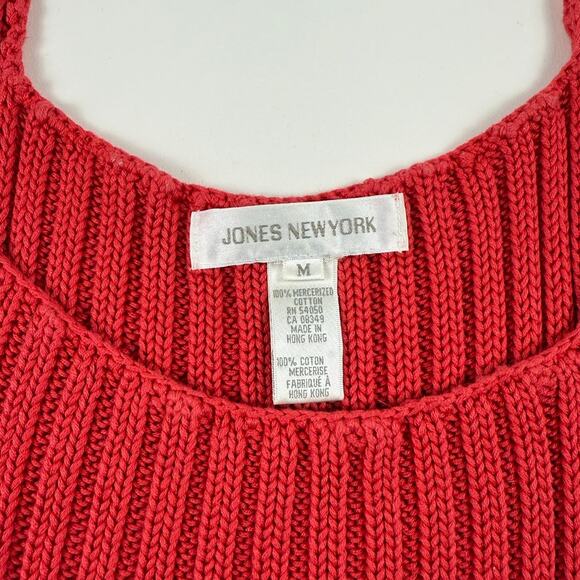 JONES NEWYORK
M
100% MERCERIZED
COTTON
RN 54050
CA 08349
MADE IN
HONG KONG
100% COTON
MERCERISE
FABRIQUÉ À
HONG KONG